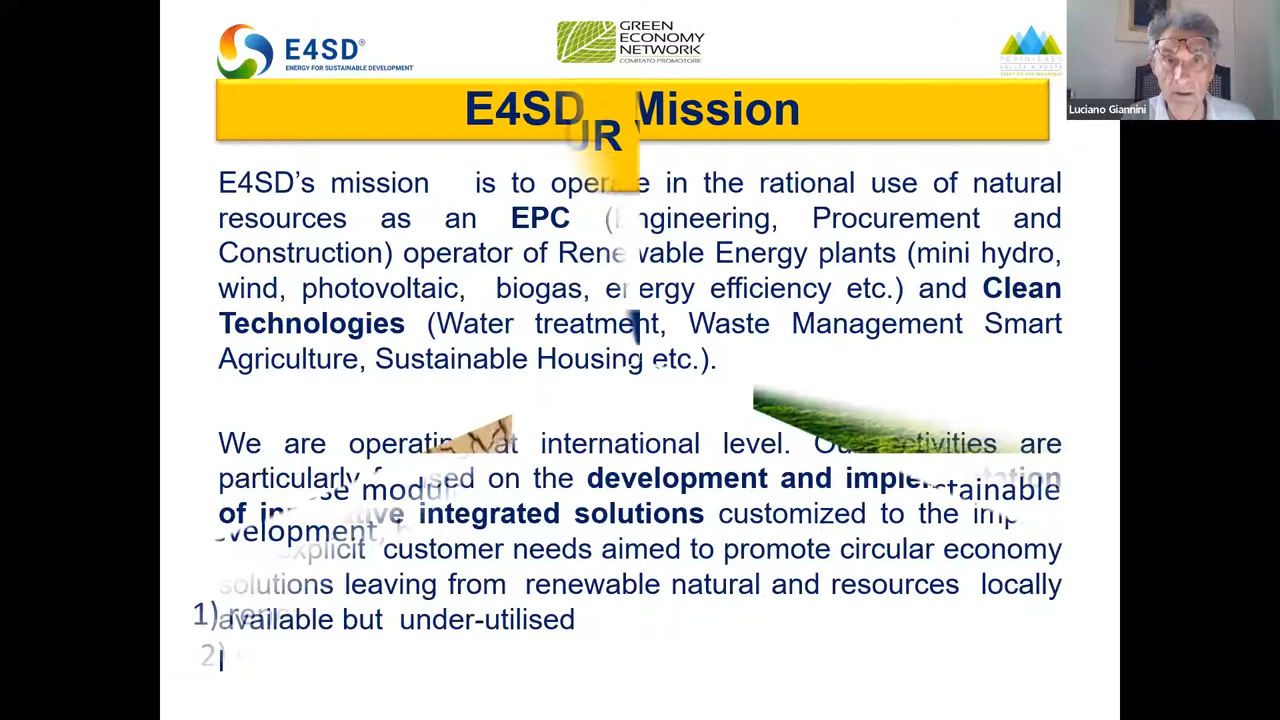 E4SD®
ENERGY FOR SUSTAINABLE DEVELOPMENT
GREEN
ECONOMY
NETWORK
COMITATO PROMOTORE
Luciano Giannini
E4SD Mission
UR
E4SD’s mission is to operate in the rational use of natural
resources as an EPC (Engineering, Procurement and
Construction) operator of Renewable Energy plants (mini hydro,
wind, photovoltaic, biogas, energy efficiency etc.) and Clean
Technologies (Water treatment, Waste Management Smart
Agriculture, Sustainable Housing etc.).
We are operating at international level. activities are
particularly on the development and implementation
of integrated solutions customized to the
explicit customer needs aimed to promote circular economy
solutions leaving from renewable natural and resources locally
1)
available but under-utilised
2)